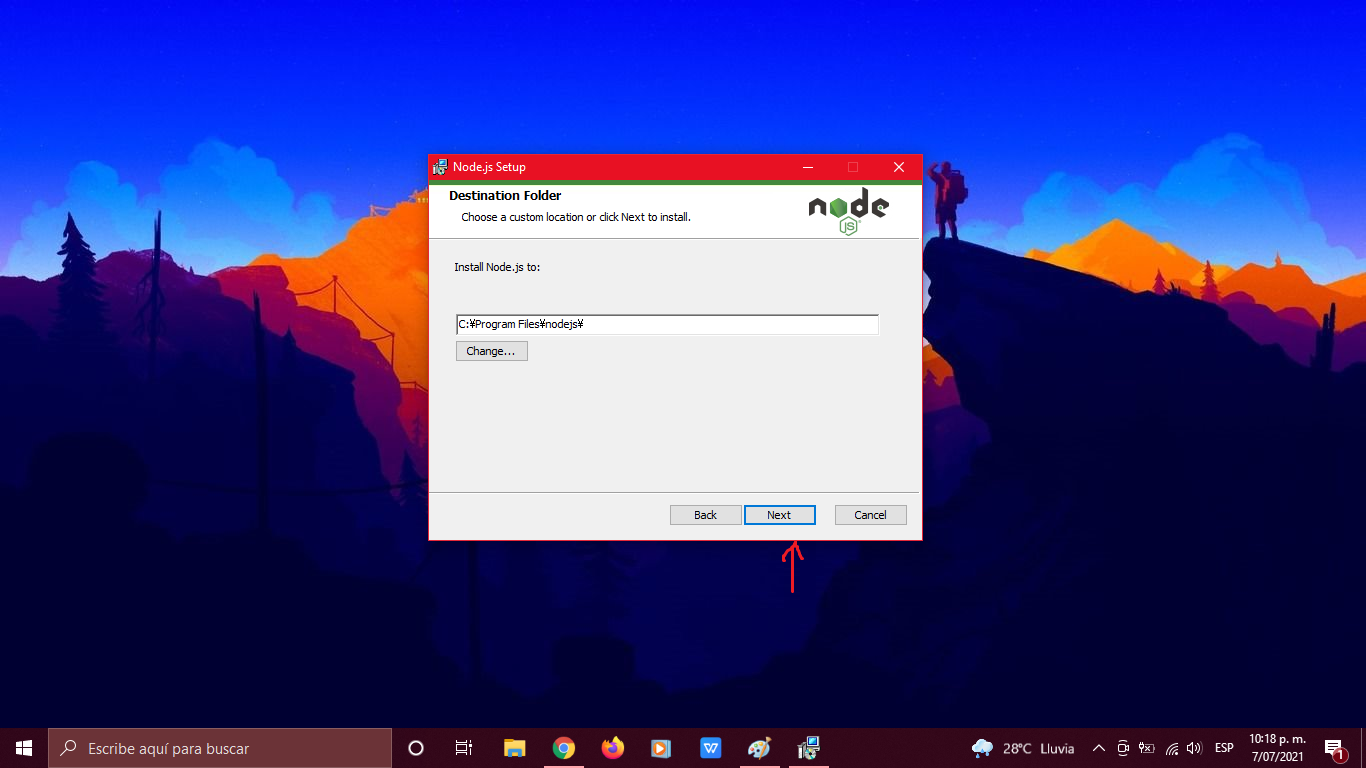 Node.js Setup
Destination Folder
Choose a custom location or click Next to install.
node
JS
Install Node.js to:
C:¥Program Files¥nodejs¥
Change...
Back
Next
Cancel
Escribe aquí para buscar
28ºC Lluvia
ESP
10:18 p. m.
7/07/2021
1